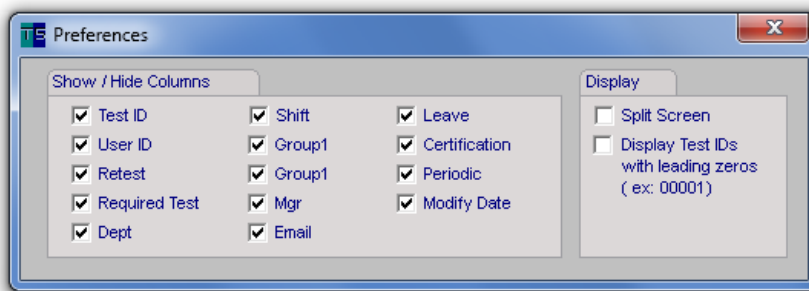 TS Preferences
X
Show / Hide Columns
Test ID
User ID
Retest
Required Test
Dept
Shift
Group1
Group1
Mgr
Email
Leave
Certification
Periodic
Modify Date
Display
Split Screen
Display Test IDs
with leading zeros
( ex: 00001)